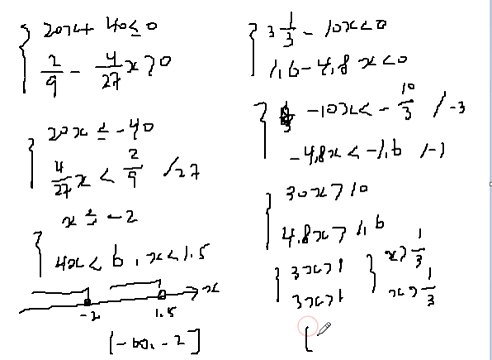 20x + 40 ≤ 0
2/9 - 4/27 x > 0
20x ≤ -40
4/27 x < 2/9 /27
x ≤ -2
4x < 6, x < 1.5
x
-2 1.5
[-∞, -2]
3 1/3 - 10x < 0
1,6 - 4,8x < 0
-10x < -10/3 /-3
-4,8x < -1,6 /-1
30x > 10
4.8x > 1,6
3x > 1 x > 1/3
3x > 1 x > 1/3
[